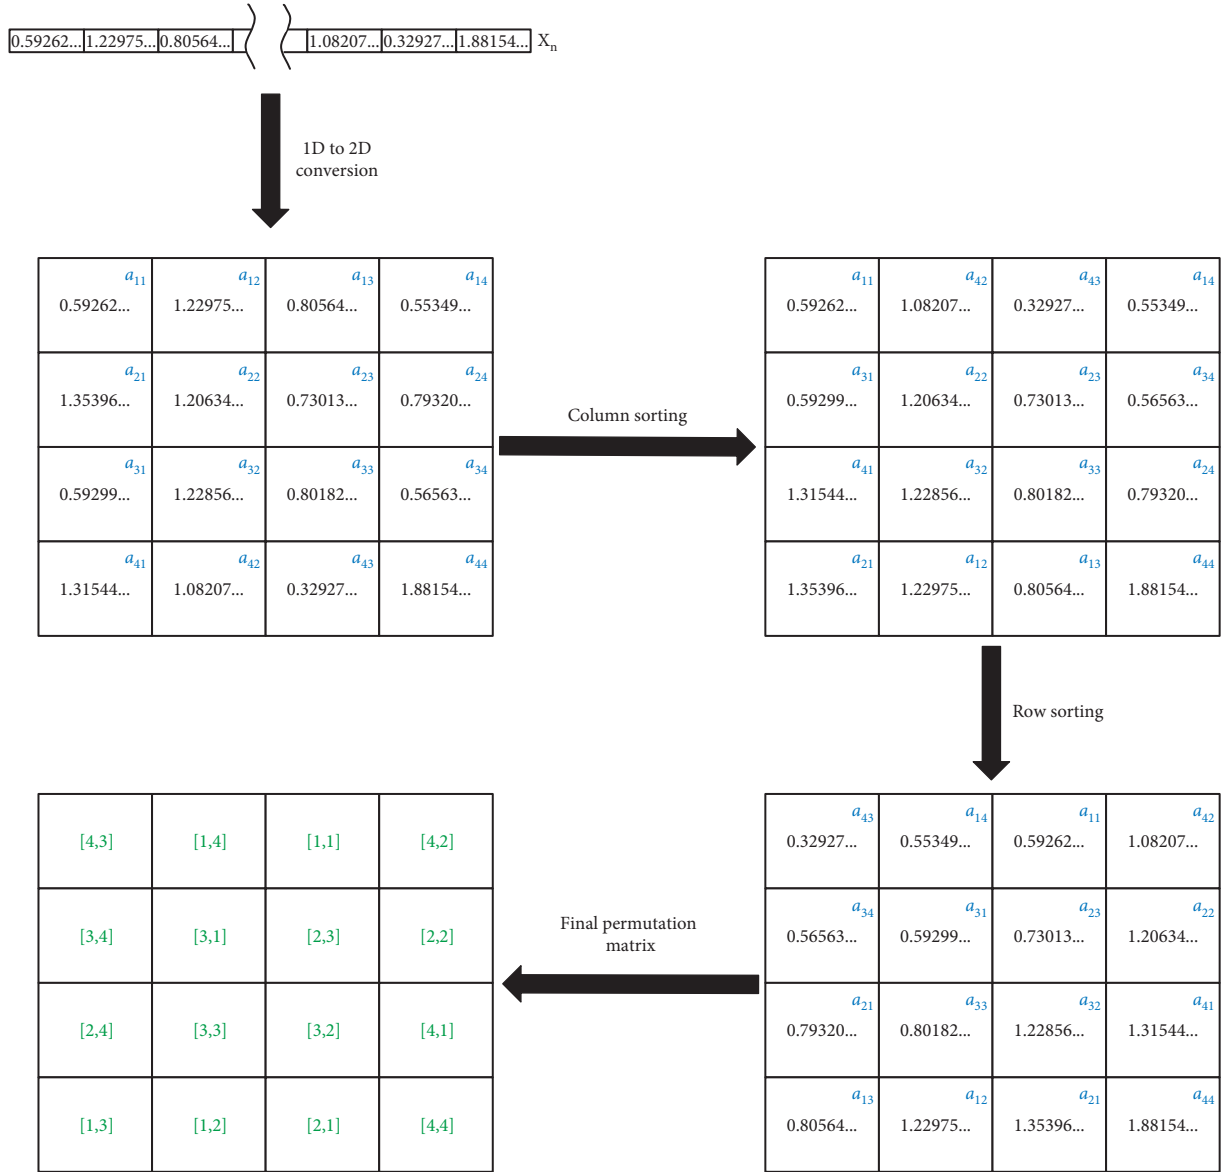 0.59262... 1.22975... 0.80564... 1.08207... 0.32927... 1.88154... Xn
1D to 2D
conversion
a11 a12 a13 a14
0.59262... 1.22975... 0.80564... 0.55349...
a21 a22 a23 a24
1.35396... 1.20634... 0.73013... 0.79320...
a31 a32 a33 a34
0.59299... 1.22856... 0.80182... 0.56563...
a41 a42 a43 a44
1.31544... 1.08207... 0.32927... 1.88154...
Column sorting
a11 a42 a43 a14
0.59262... 1.08207... 0.32927... 0.55349...
a31 a22 a23 a34
0.59299... 1.20634... 0.73013... 0.56563...
a41 a32 a33 a24
1.31544... 1.22856... 0.80182... 0.79320...
a21 a12 a13 a44
1.35396... 1.22975... 0.80564... 1.88154...
Row sorting
a43 a14 a11 a42
0.32927... 0.55349... 0.59262... 1.08207...
a34 a31 a23 a22
0.56563... 0.59299... 0.73013... 1.20634...
a21 a33 a32 a41
0.79320... 0.80182... 1.22856... 1.31544...
a13 a12 a21 a44
0.80564... 1.22975... 1.35396... 1.88154...
Final permutation
matrix
[4,3] [1,4] [1,1] [4,2]
[3,4] [3,1] [2,3] [2,2]
[2,4] [3,3] [3,2] [4,1]
[1,3] [1,2] [2,1] [4,4]